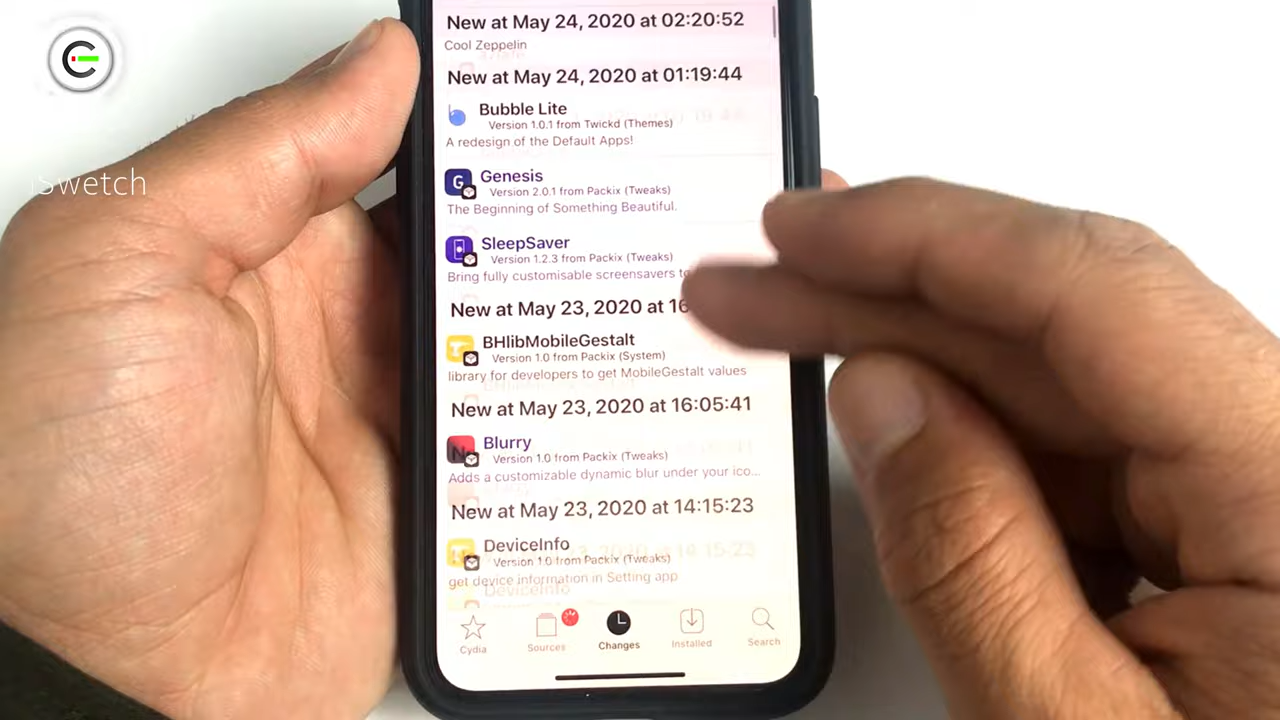 New at May 24, 2020 at 02:20:52
Cool Zeppelin
New at May 24, 2020 at 01:19:44
Bubble Lite
Version 1.0.1 from Twickd (Themes)
A redesign of the Default Apps!
Genesis
Version 2.0.1 from Packix (Tweaks)
The Beginning of Something Beautiful.
SleepSaver
Version 1.2.3 from Packix (Tweaks)
Bring fully customisable screensavers to
New at May 23, 2020 at 16
BHlibMobileGestalt
Version 1.0 from Packix (System)
library for developers to get MobileGestalt values
New at May 23, 2020 at 16:05:41
Blurry
Version 1.0 from Packix (Tweaks)
Adds a customizable dynamic blur under your ico...
New at May 23, 2020 at 14:15:23
DeviceInfo
Version 1.0 from Packix (Tweaks)
get device information in Setting app
Cydia
Sources
Changes
Installed
Search
iSwetch